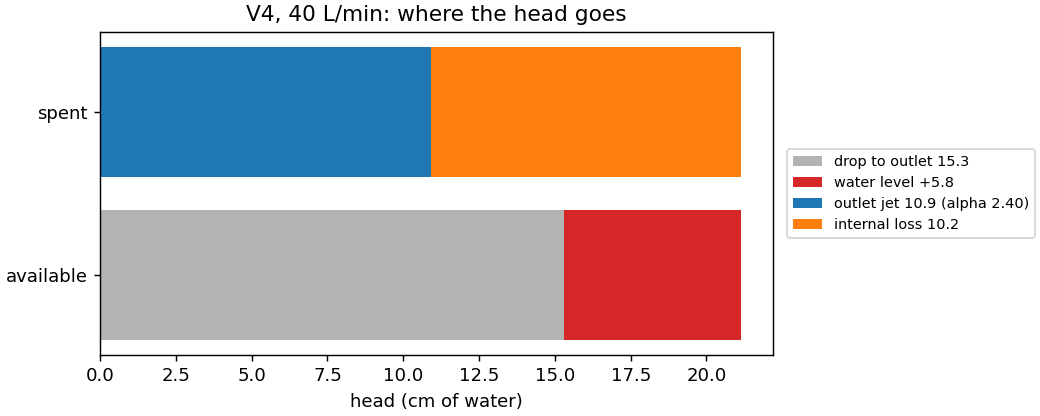 V4, 40 L/min: where the head goes
spent
available
0.0 2.5 5.0 7.5 10.0 12.5 15.0 17.5 20.0
head (cm of water)
drop to outlet 15.3
water level +5.8
outlet jet 10.9 (alpha 2.40)
internal loss 10.2